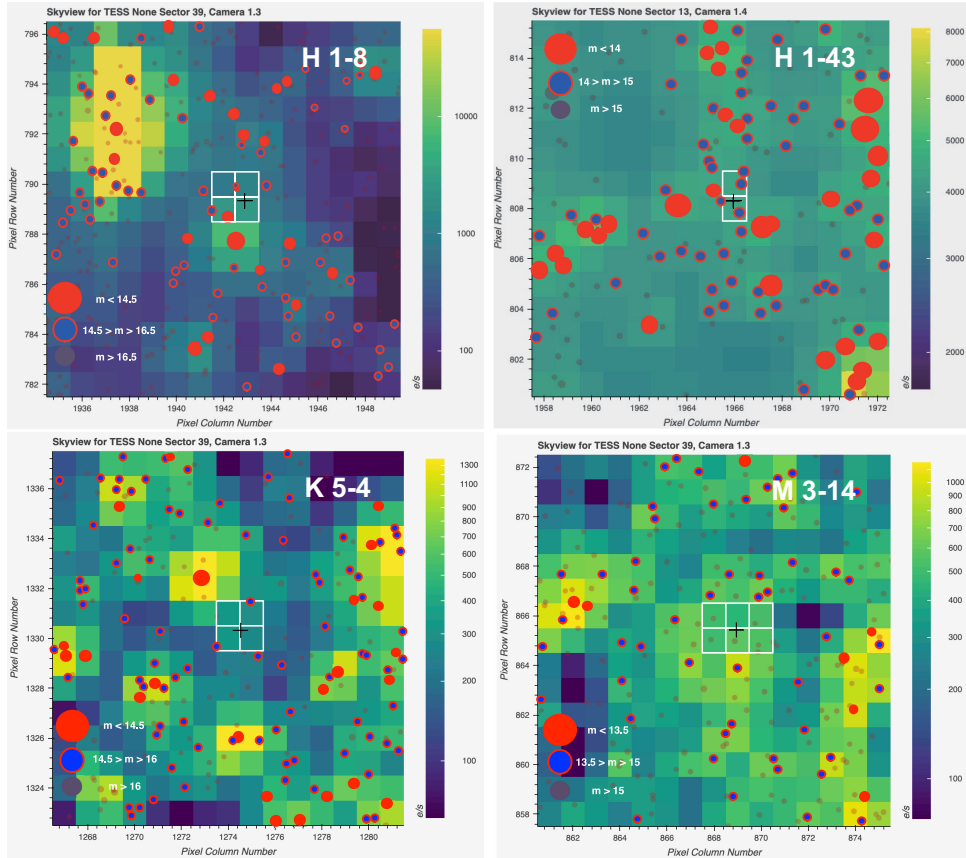 Skyview for TESS None Sector 39, Camera 1.3
H 1-8
796
794
792
790
788
786
784
782
Pixel Row Number
m < 14.5
14.5 > m > 16.5
m > 16.5
1936
1938
1940
1942
1944
1946
1948
Pixel Column Number
10000
1000
100
e/s
Skyview for TESS None Sector 13, Camera 1.4
H 1-43
814
812
810
808
806
804
802
Pixel Row Number
m < 14
14 > m > 15
m > 15
1958
1960
1962
1964
1966
1968
1970
1972
Pixel Column Number
8000
7000
6000
5000
4000
3000
2000
e/s
Skyview for TESS None Sector 39, Camera 1.3
K 5-4
1336
1334
1332
1330
1328
1326
1324
Pixel Row Number
m < 14.5
14.5 > m > 16
m > 16
1268
1270
1272
1274
1276
1278
1280
Pixel Column Number
1300
1000
900
800
700
600
500
400
300
200
100
e/s
Skyview for TESS None Sector 39, Camera 1.3
M 3-14
872
870
868
866
864
862
860
858
Pixel Row Number
m < 13.5
13.5 > m > 15
m > 15
862
864
866
868
870
872
874
Pixel Column Number
1000
900
800
700
600
500
400
300
200
100
e/s